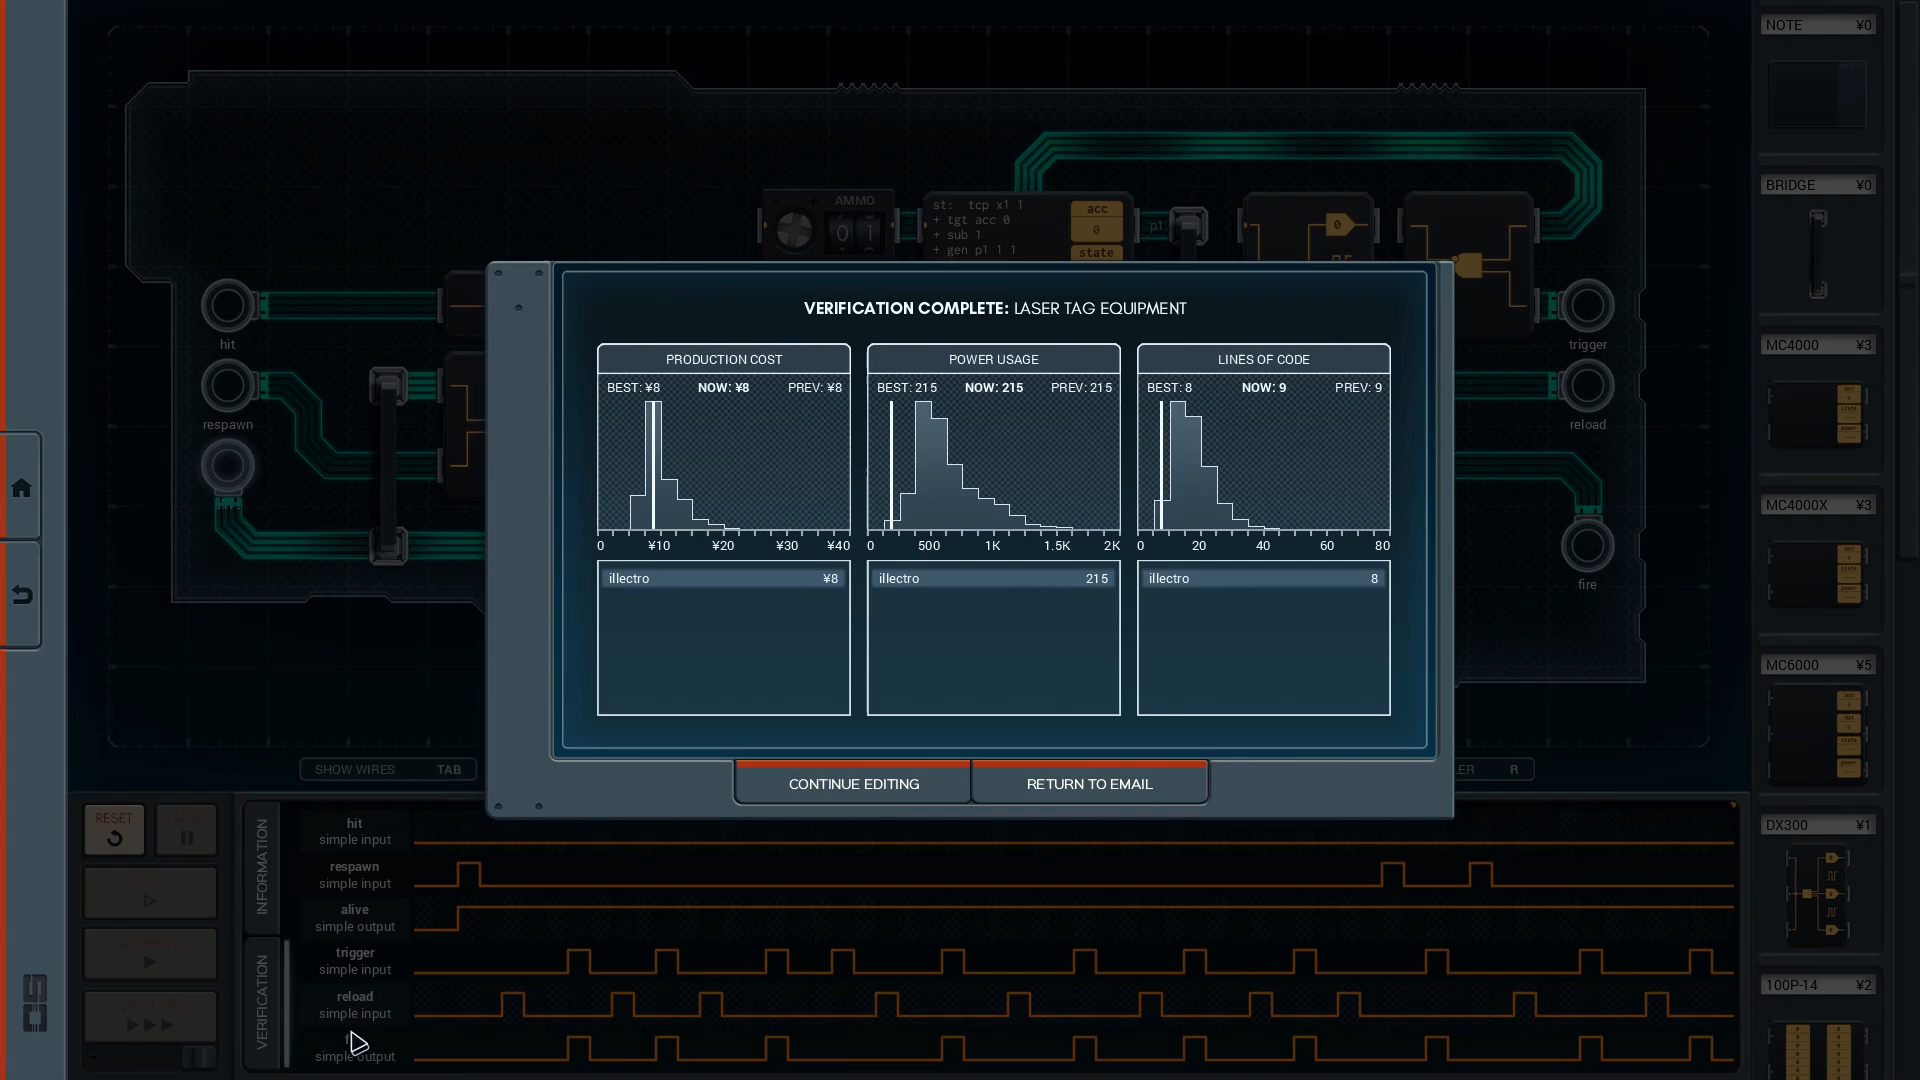 NOTE ¥0
BRIDGE ¥0
AMMO
01
st: tcp x1 1
+ tgt acc 0
+ sub 1
+ gen p1 1 1
acc
0
state
p1
0
hit
respawn
trigger
reload
fire
VERIFICATION COMPLETE: LASER TAG EQUIPMENT
PRODUCTION COST
BEST: ¥8 NOW: ¥8 PREV: ¥8
0 ¥10 ¥20 ¥30 ¥40
illectro ¥8
POWER USAGE
BEST: 215 NOW: 215 PREV: 215
0 500 1K 1.5K 2K
illectro 215
LINES OF CODE
BEST: 8 NOW: 9 PREV: 9
0 20 40 60 80
illectro 8
CONTINUE EDITING
RETURN TO EMAIL
MC4000 ¥3
MC4000X ¥3
MC6000 ¥5
DX300 ¥1
100P-14 ¥2
SHOW WIRES TAB
R
RESET
INFORMATION
VERIFICATION
hit
simple input
respawn
simple input
alive
simple output
trigger
simple input
reload
simple input
simple output